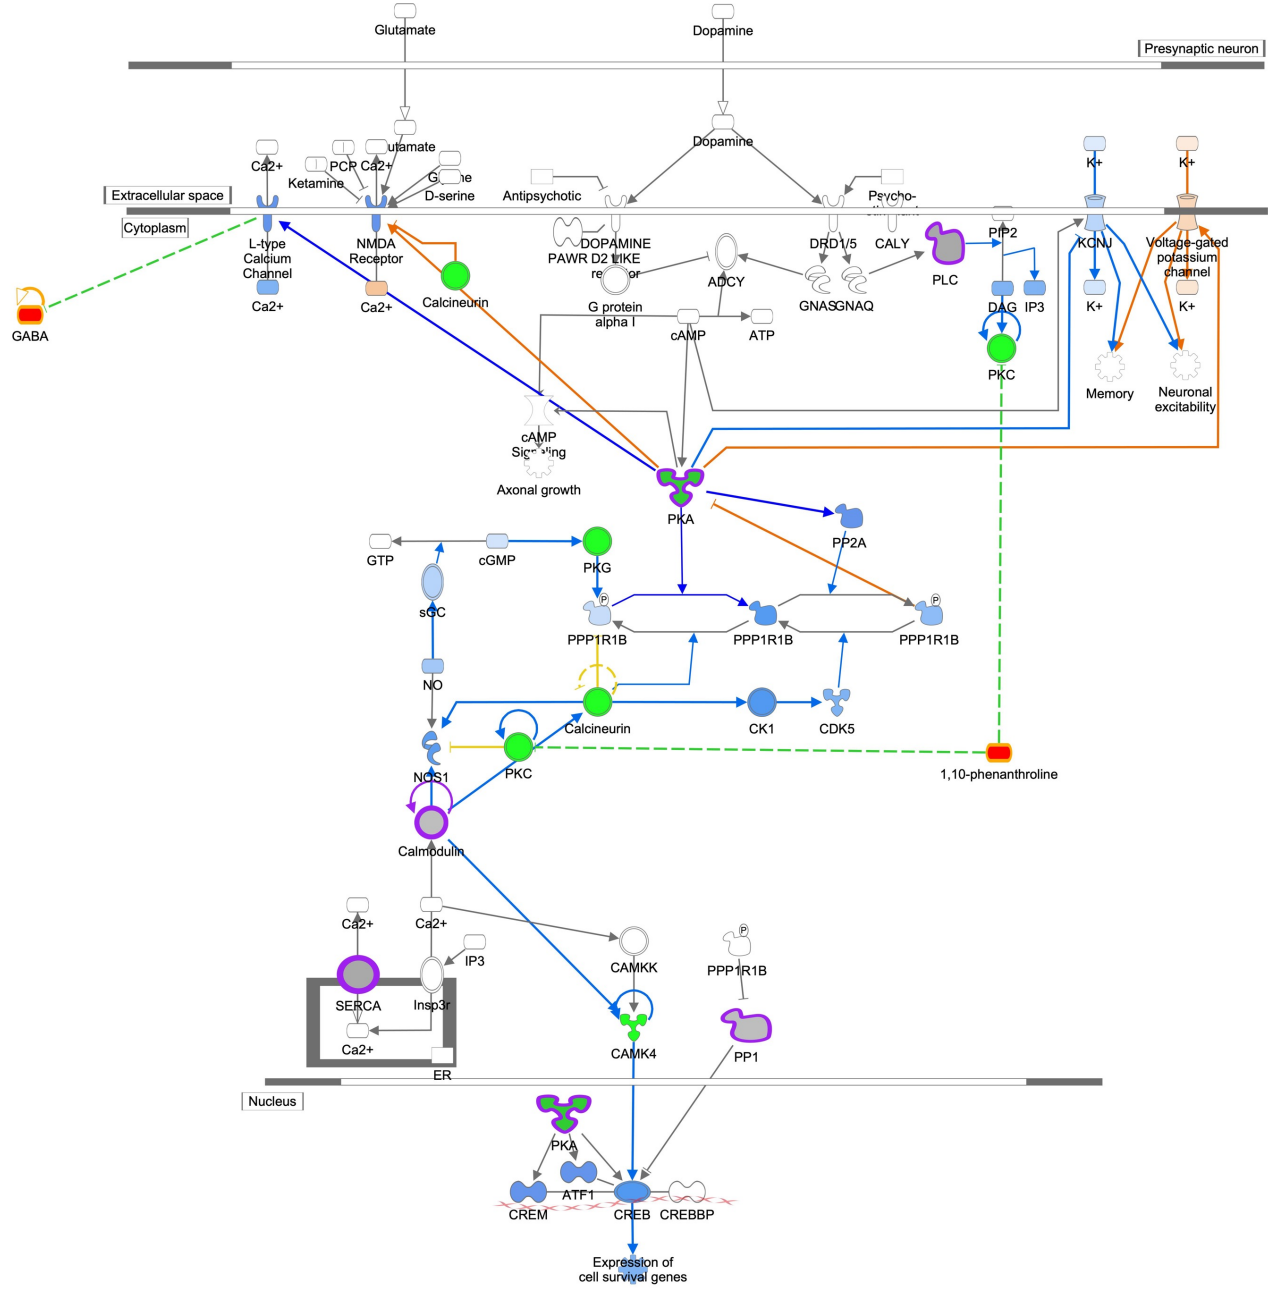 Glutamate
Dopamine
Presynaptic neuron
Dopamine
Ca2+
PCP
Ca2+
Ketamine
D-serine
Antipsychotic
K+
K+
Extracellular space
Cytoplasm
L-type
Calcium
Channel
NMDA
Receptor
PAWR
DOPAMINE
D2 LIKE
DRD1/5
CALY
PIP2
KCNJ
Voltage-gated
potassium
channel
PLC
ADCY
Calcineurin
Ca2+
Ca2+
G protein
alpha I
GNAS
GNAQ
DAG
IP3
K+
K+
GABA
cAMP
ATP
PKC
Memory
Neuronal
excitability
cAMP
Signaling
Axonal growth
PKA
PP2A
GTP
cGMP
PKG
sGC
P
PPP1R1B
PPP1R1B
P
PPP1R1B
NO
Calcineurin
CK1
CDK5
NOS1
PKC
1,10-phenanthroline
Calmodulin
Ca2+
Ca2+
IP3
CAMKK
P
PPP1R1B
SERCA
Insp3r
Ca2+
ER
CAMK4
PP1
Nucleus
PKA
ATF1
CREM
CREB
CREBBP
Expression of
cell survival genes